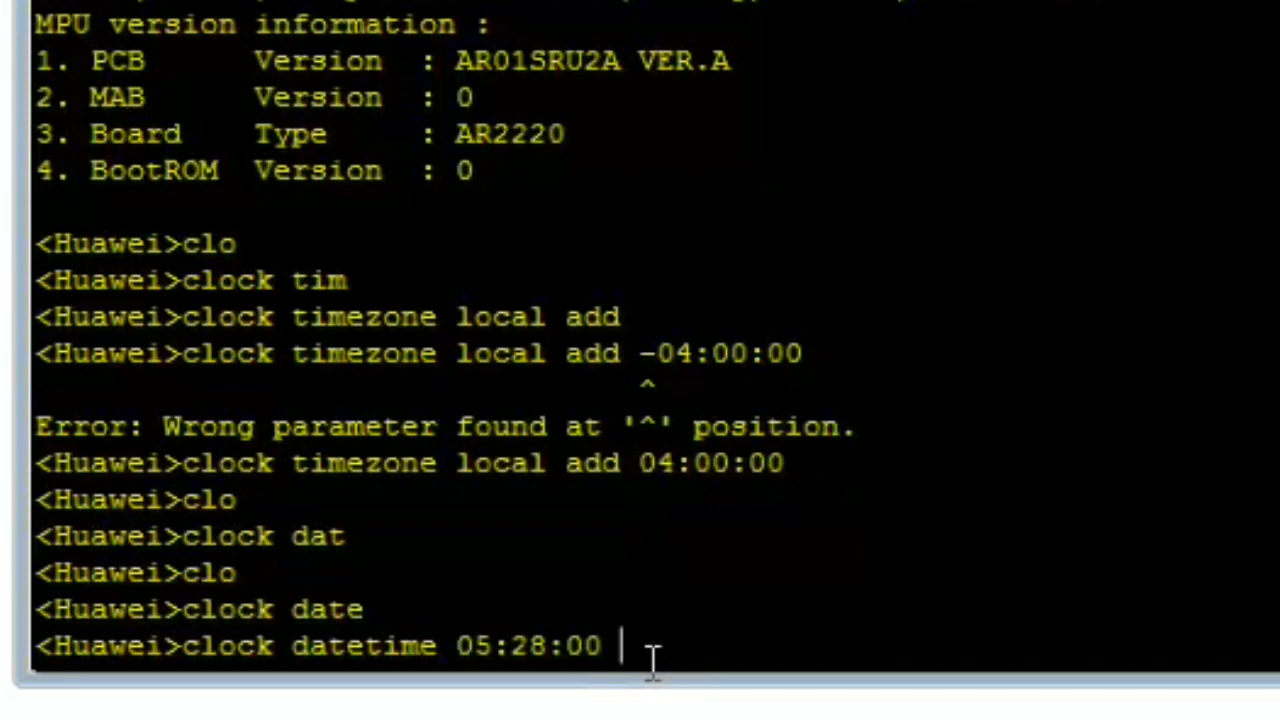 MPU version information :
1. PCB Version : AR01SRU2A VER.A
2. MAB Version : 0
3. Board Type : AR2220
4. BootROM Version : 0
<Huawei>clo
<Huawei>clock tim
<Huawei>clock timezone local add
<Huawei>clock timezone local add -04:00:00
^
Error: Wrong parameter found at '^' position.
<Huawei>clock timezone local add 04:00:00
<Huawei>clo
<Huawei>clock dat
<Huawei>clo
<Huawei>clock date
<Huawei>clock datetime 05:28:00